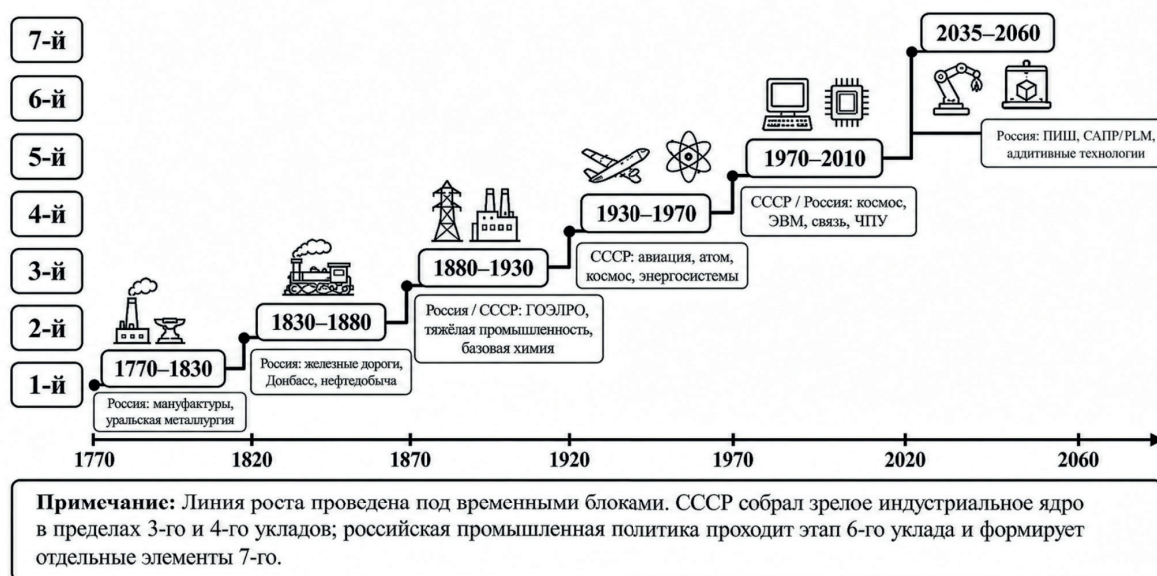 7-й
6-й
5-й
4-й
3-й
2-й
1-й
1770–1830
Россия: мануфактуры,
уральская металлургия
1830–1880
Россия: железные дороги,
Донбасс, нефтедобыча
1880–1930
Россия / СССР: ГОЭЛРО,
тяжёлая промышленность,
базовая химия
1930–1970
СССР: авиация, атом,
космос, энергосистемы
1970–2010
СССР / Россия: космос,
ЭВМ, связь, ЧПУ
2035–2060
Россия: ПИШ, САПР/PLM,
аддитивные технологии
1770
1820
1870
1920
1970
2020
2060
Примечание: Линия роста проведена под временными блоками. СССР собрал зрелое индустриальное ядро
в пределах 3-го и 4-го укладов; российская промышленная политика проходит этап 6-го уклада и формирует
отдельные элементы 7-го.